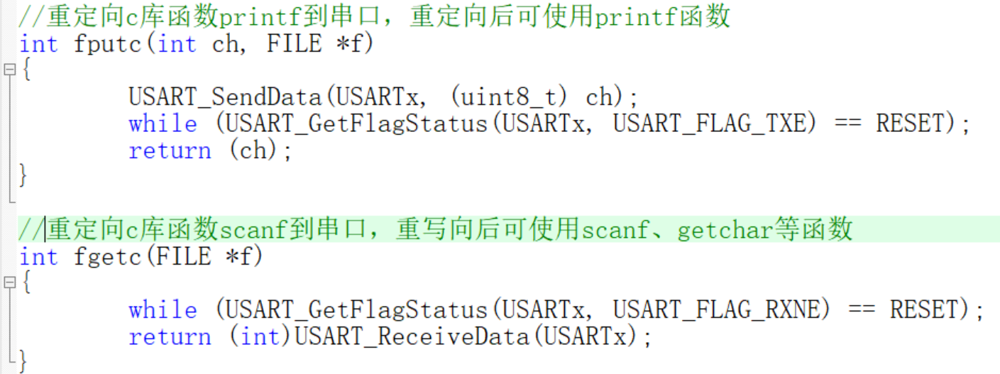 //重定向c库函数printf到串口，重定向后可使用printf函数
int fputc(int ch, FILE *f)
{
        USART_SendData(USARTx, (uint8_t) ch);
        while (USART_GetFlagStatus(USARTx, USART_FLAG_TXE) == RESET);
        return (ch);
}
//重定向c库函数scanf到串口，重写向后可使用scanf、getchar等函数
int fgetc(FILE *f)
{
        while (USART_GetFlagStatus(USARTx, USART_FLAG_RXNE) == RESET);
        return (int)USART_ReceiveData(USARTx);
}